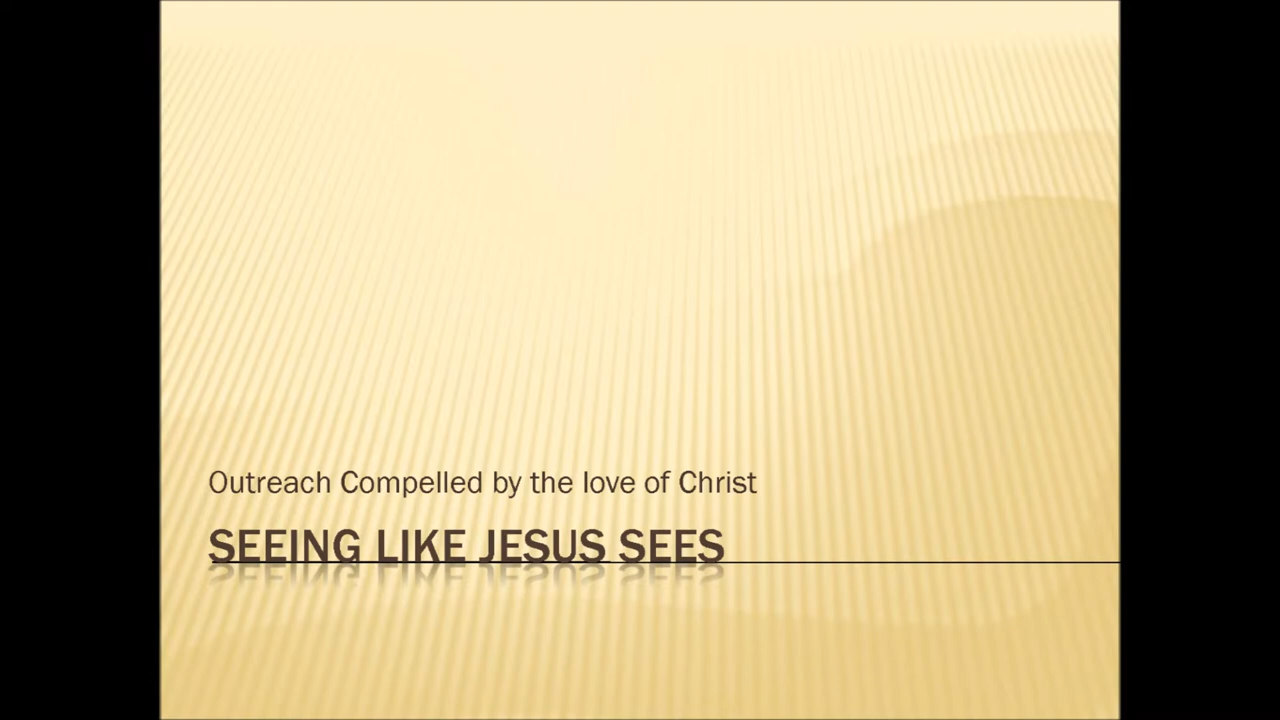 Outreach Compelled by the love of Christ
SEEING LIKE JESUS SEES